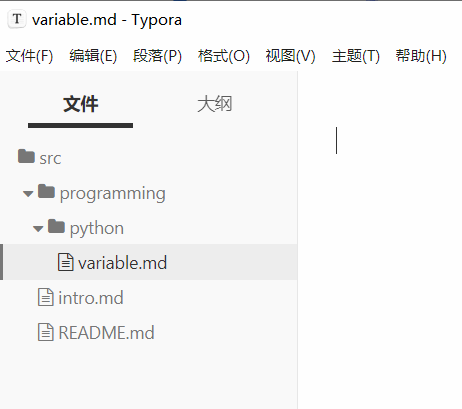 T variable.md - Typora
文件(F) 编辑(E) 段落(P) 格式(O) 视图(V) 主题(T) 帮助(H)
文件 大纲
src
programming
python
variable.md
intro.md
README.md